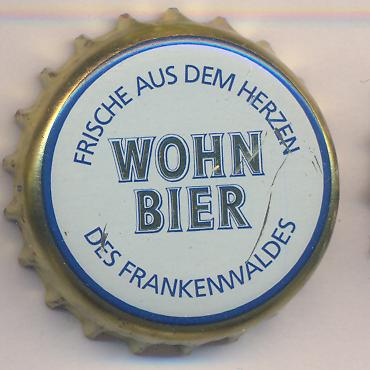 FRISCHE AUS DEM HERZEN
WOHN
BIER
DES FRANKENWALDES